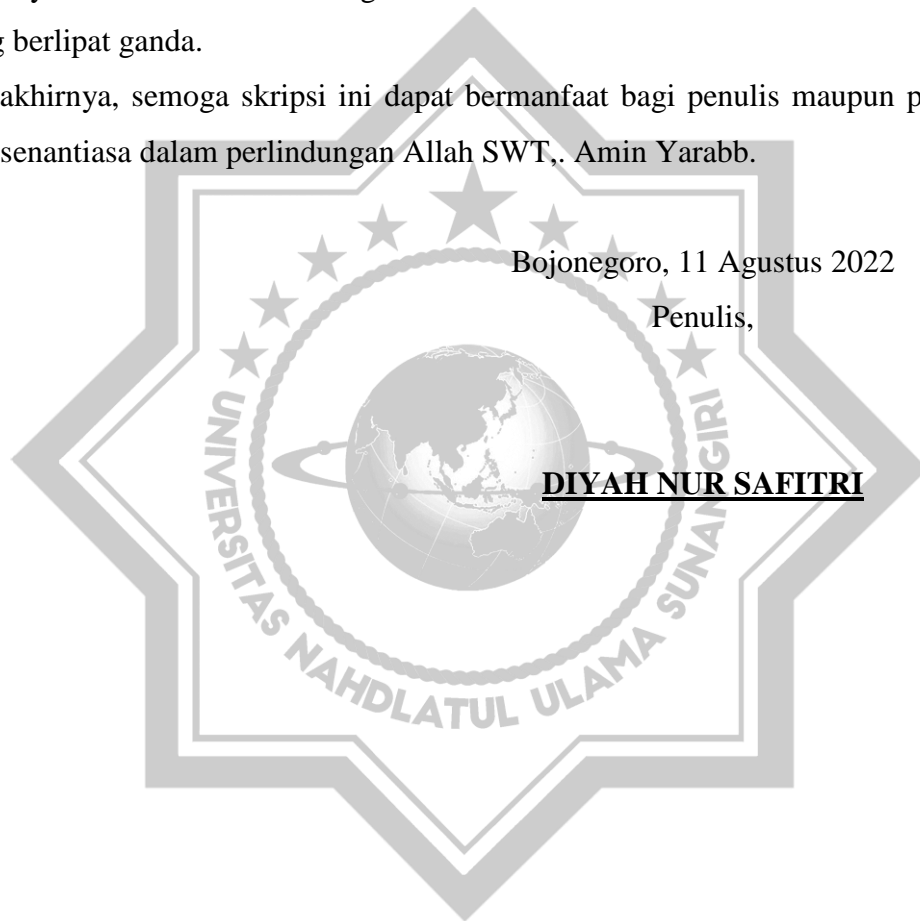 berlipat ganda.
akhirnya, semoga skripsi ini dapat bermanfaat bagi penulis maupun
senantiasa dalam perlindungan Allah SWT,. Amin Yarabb.
Bojonegoro, 11 Agustus 2022
Penulis,
DIYAH NUR SAFITRI
UNIVERSITAS NAHDLATUL ULAMA SUNAN GIRI